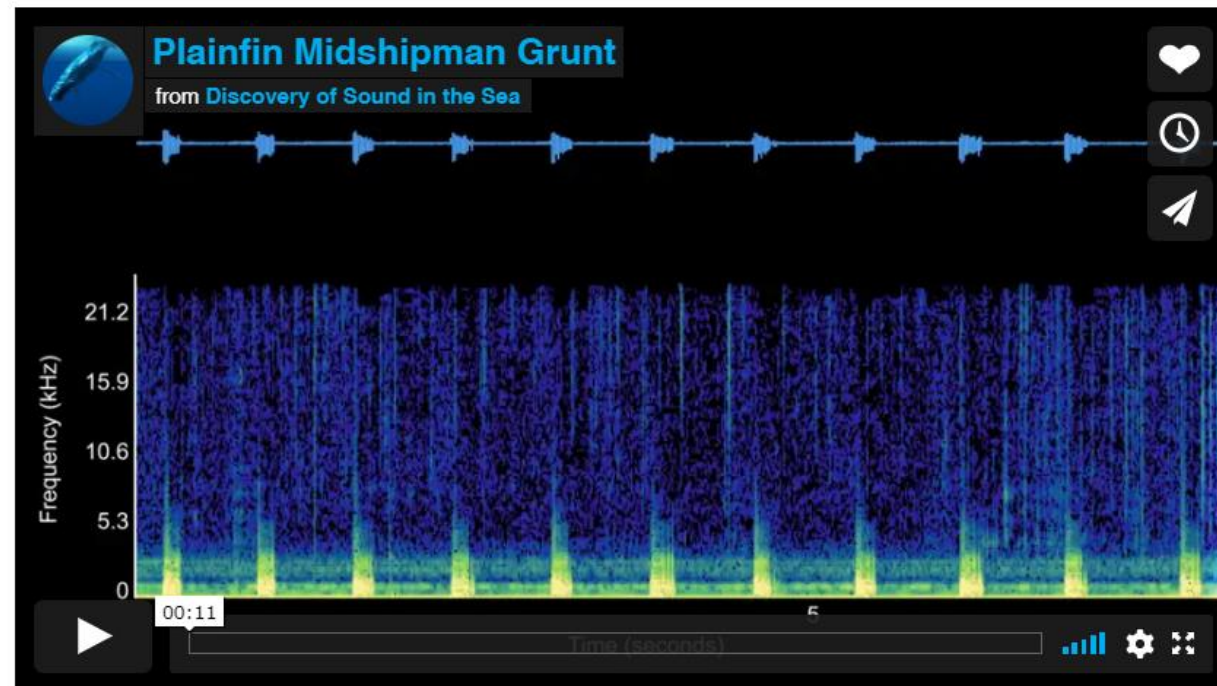 Plainfin Midshipman Grunt
from Discovery of Sound in the Sea
Frequency (kHz)
21.2
15.9
10.6
5.3
0
5
Time (seconds)
00:11